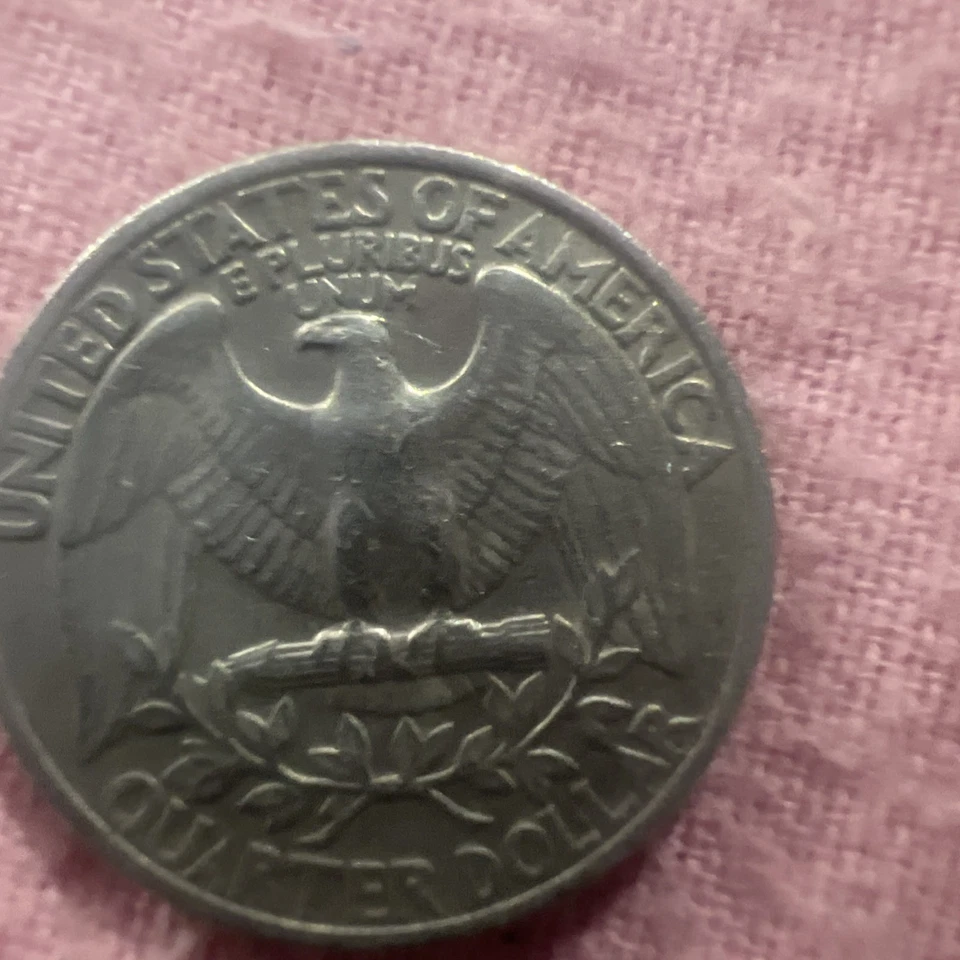 UNITED STATES OF AMERICA
E PLURIBUS
UNUM
QUARTER DOLLAR